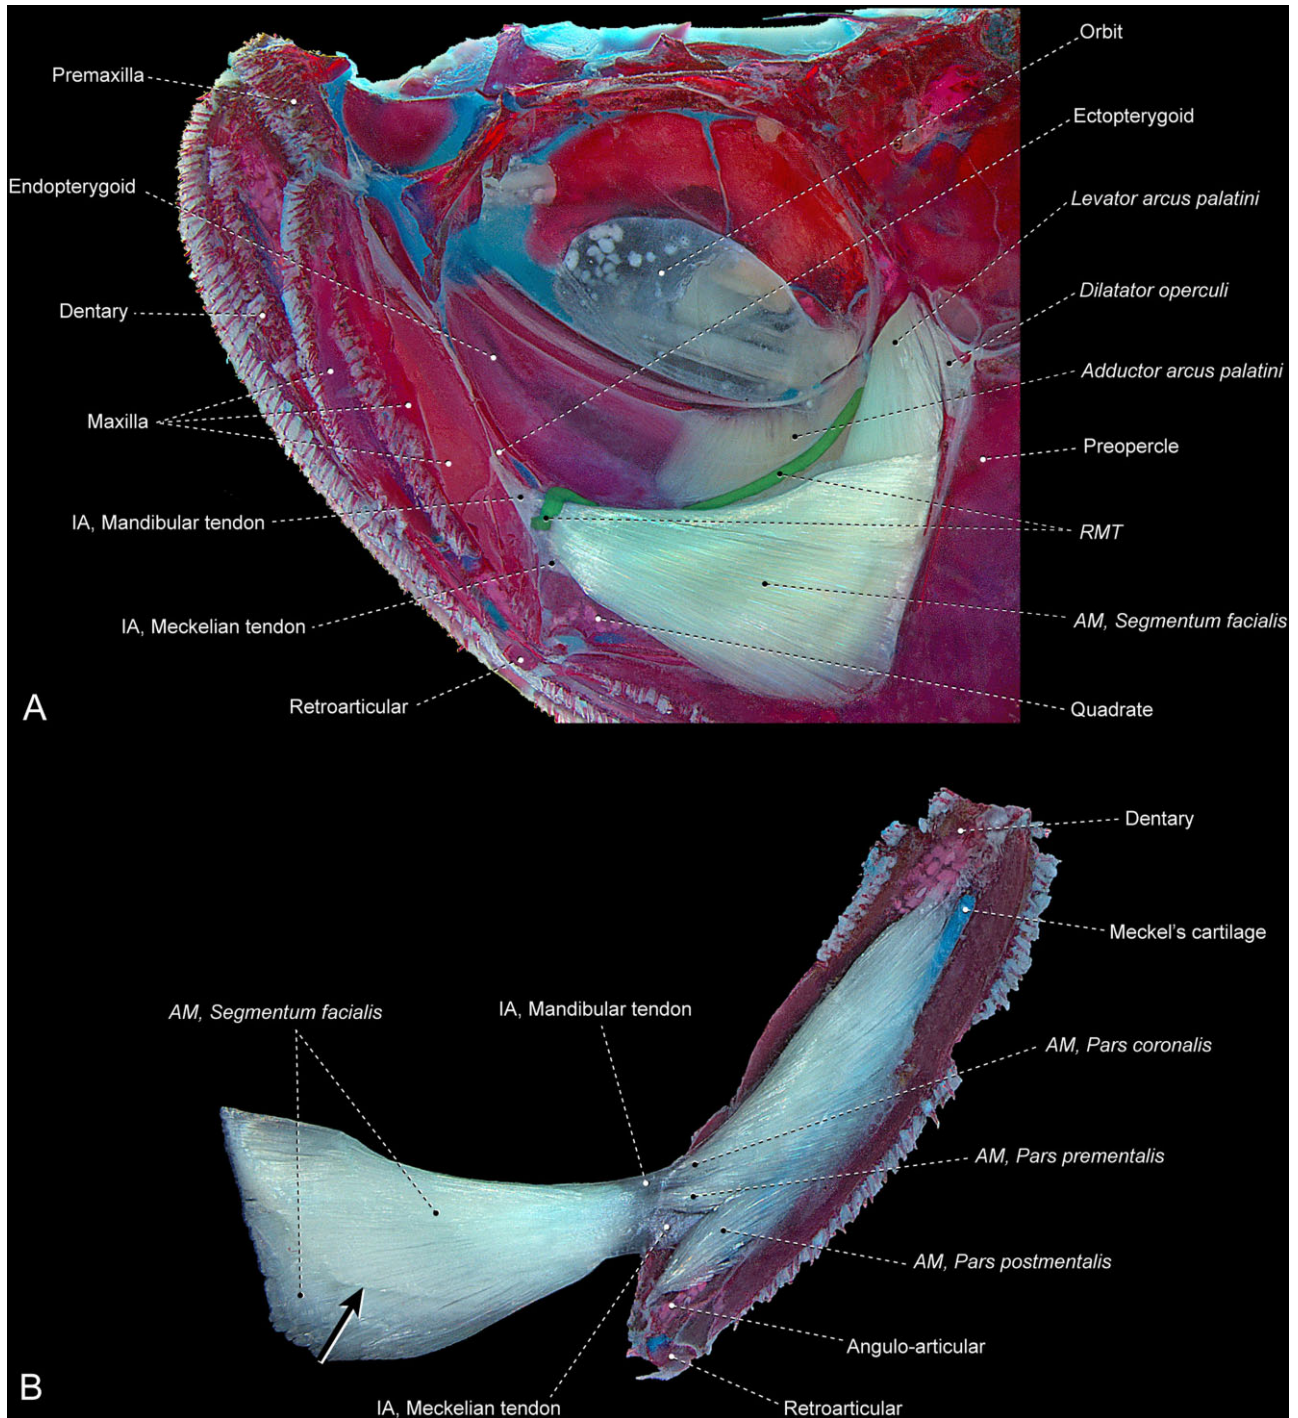 Orbit
Premaxilla
Ectopterygoid
Endopterygoid
Levator arcus palatini
Dilatator operculi
Dentary
Adductor arcus palatini
Maxilla
Preopercle
IA, Mandibular tendon
RMT
IA, Meckelian tendon
AM, Segmentum facialis
Retroarticular
Quadrate
A
Dentary
Meckel's cartilage
AM, Segmentum facialis
IA, Mandibular tendon
AM, Pars coronalis
AM, Pars prementalis
AM, Pars postmentalis
Angulo-articular
B
IA, Meckelian tendon
Retroarticular